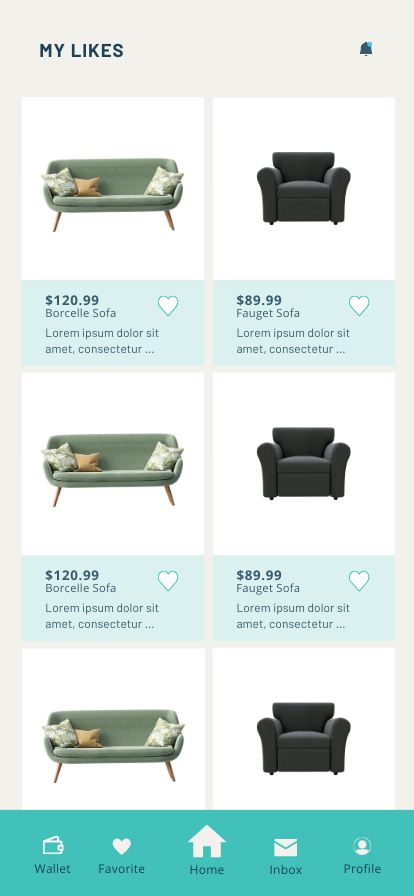 MY LIKES
$120.99
Borcelle Sofa
Lorem ipsum dolor sit
amet, consectetur ...
$89.99
Fauget Sofa
Lorem ipsum dolor sit
amet, consectetur ...
$120.99
Borcelle Sofa
Lorem ipsum dolor sit
amet, consectetur ...
$89.99
Fauget Sofa
Lorem ipsum dolor sit
amet, consectetur ...
Wallet
Favorite
Home
Inbox
Profile